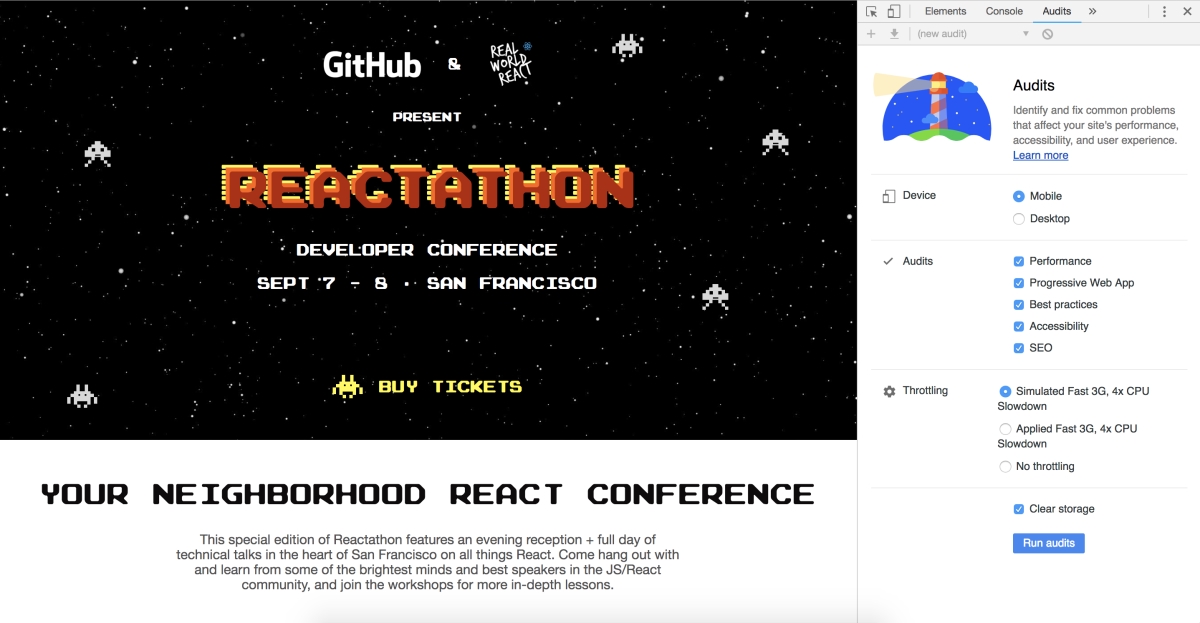 GitHub & REAL WORLD REACT
PRESENT
REACTATHON
DEVELOPER CONFERENCE
SEPT 7 - 8 · SAN FRANCISCO
BUY TICKETS
YOUR NEIGHBORHOOD REACT CONFERENCE
This special edition of Reactathon features an evening reception + full day of
technical talks in the heart of San Francisco on all things React. Come hang out with
and learn from some of the brightest minds and best speakers in the JS/React
community, and join the workshops for more in-depth lessons.
Elements Console Audits »
(new audit)
Audits
Identify and fix common problems
that affect your site's performance,
accessibility, and user experience.
Learn more
Device
Mobile
Desktop
Audits
Performance
Progressive Web App
Best practices
Accessibility
SEO
Throttling
Simulated Fast 3G, 4x CPU
Slowdown
Applied Fast 3G, 4x CPU
Slowdown
No throttling
Clear storage
Run audits